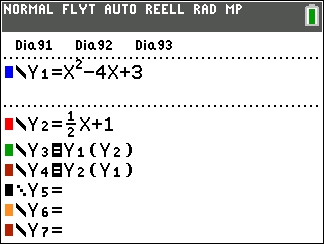 NORMAL FLYT AUTO REELL RAD MP
Dia91 Dia92 Dia93
\Y₁=X²-4X+3
\Y₂=½X+1
\Y₃=Y₁(Y₂)
\Y₄=Y₂(Y₁)
\Y₅=
\Y₆=
\Y₇=